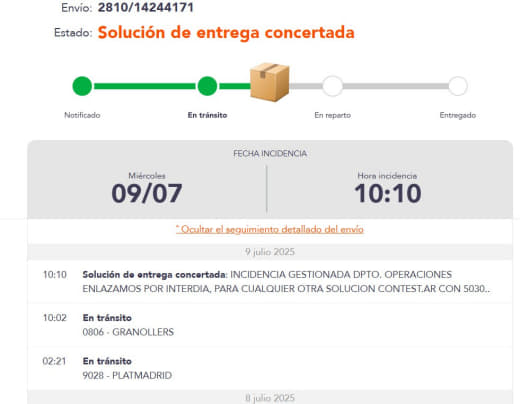 Envío: 2810/14244171
Estado: Solución de entrega concertada
Notificado
En tránsito
En reparto
Entregado
FECHA INCIDENCIA
Miércoles
09/07
Hora incidencia
10:10
ˆ Ocultar el seguimiento detallado del envío
9 julio 2025
10:10 Solución de entrega concertada: INCIDENCIA GESTIONADA DPTO. OPERACIONES
ENLAZAMOS POR INTERDIA, PARA CUALQUIER OTRA SOLUCION CONTEST.AR CON 5030..
10:02 En tránsito
0806 - GRANOLLERS
02:21 En tránsito
9028 - PLATMADRID
8 julio 2025